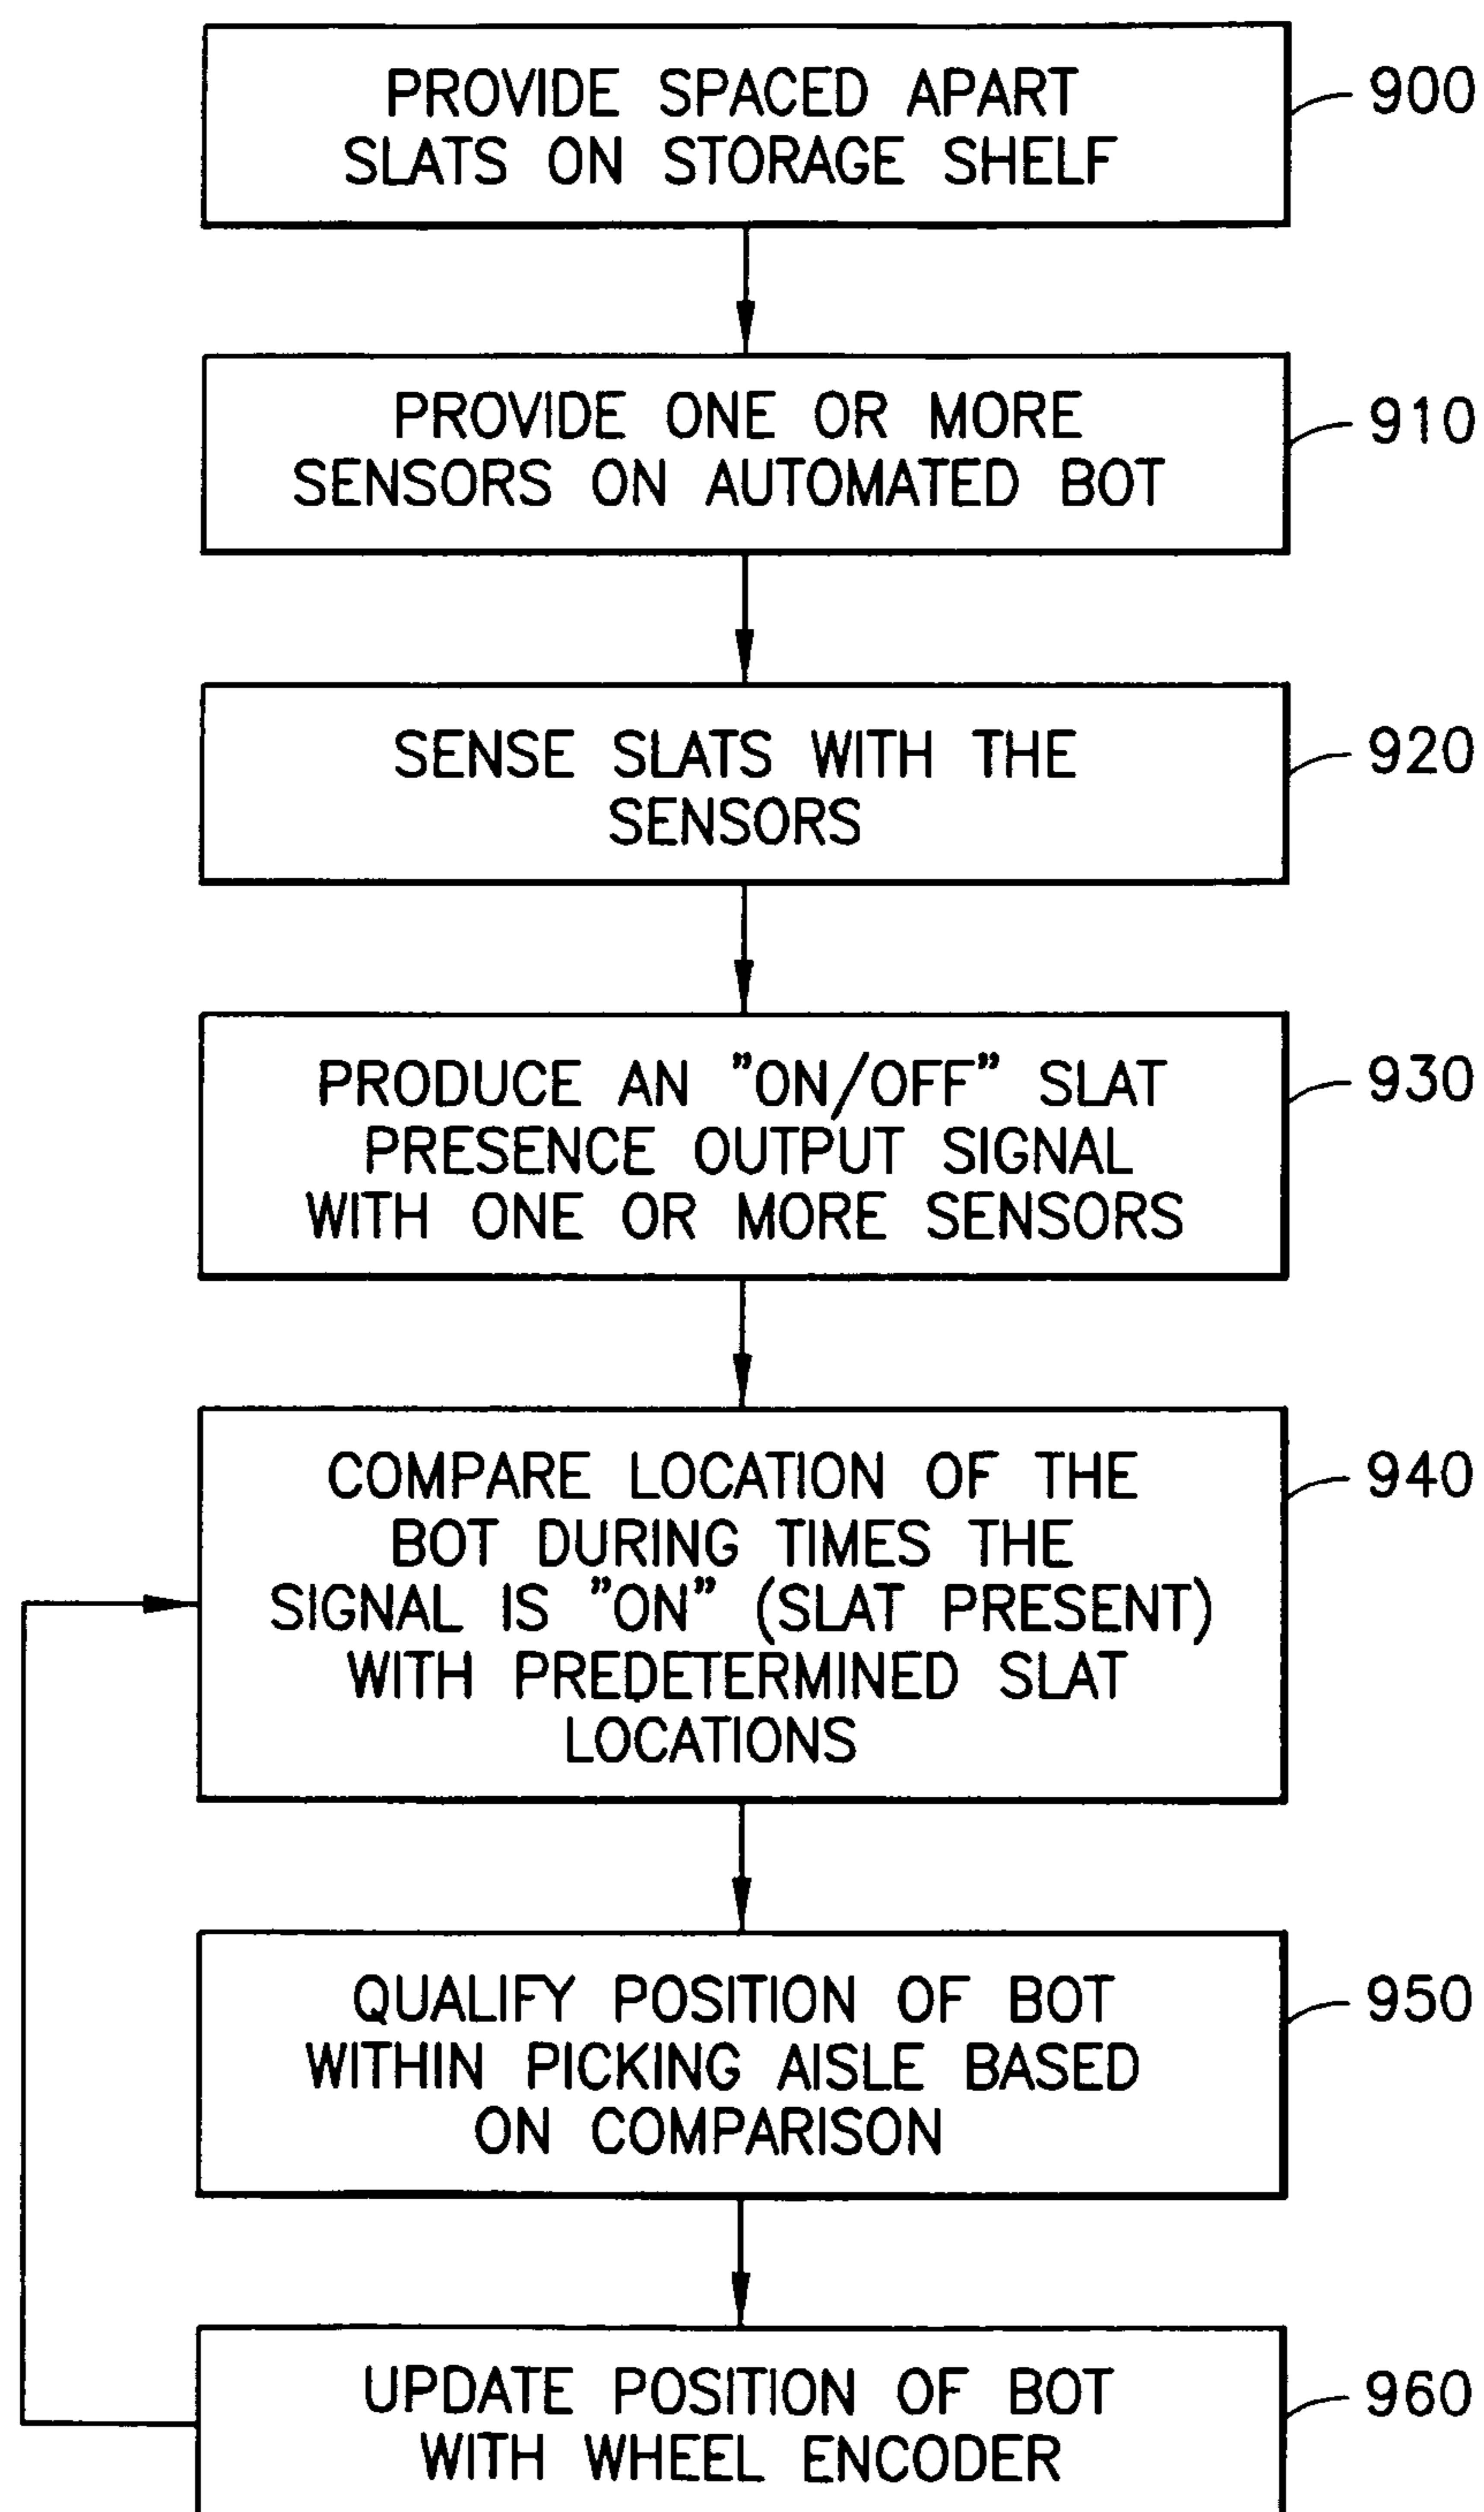 PROVIDE SPACED APART
SLATS ON STORAGE SHELF
900
PROVIDE ONE OR MORE
SENSORS ON AUTOMATED BOT
910
SENSE SLATS WITH THE
SENSORS
920
PRODUCE AN "ON/OFF" SLAT
PRESENCE OUTPUT SIGNAL
WITH ONE OR MORE SENSORS
930
COMPARE LOCATION OF THE
BOT DURING TIMES THE
SIGNAL IS "ON" (SLAT PRESENT)
WITH PREDETERMINED SLAT
LOCATIONS
940
QUALIFY POSITION OF BOT
WITHIN PICKING AISLE BASED
ON COMPARISON
950
UPDATE POSITION OF BOT
WITH WHEEL ENCODER
960